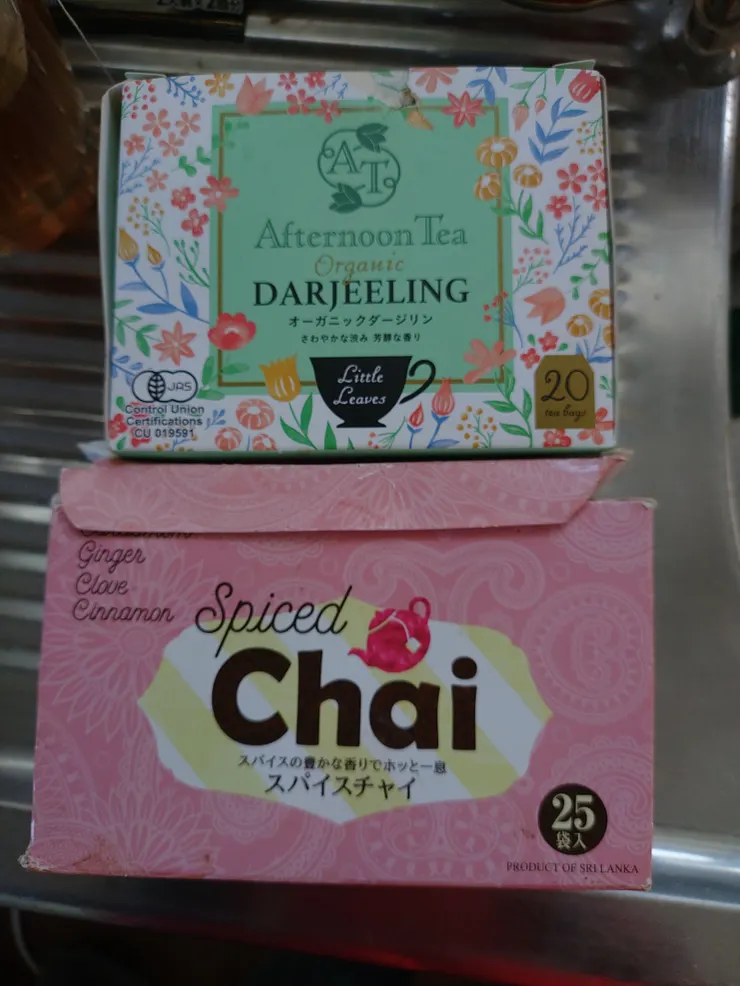 AT
Afternoon Tea
Organic
DARJEELING
オーガニックダージリン
さわやかな渋み 芳醇な香り
Little
Leaves
20
tea bags
JAS
Control Union
Certifications
CU 019591
Ginger
Clove
Cinnamon
Spiced
Chai
スパイスの豊かな香りでホッと一息
スパイスチャイ
25
袋入
PRODUCT OF SRI LANKA